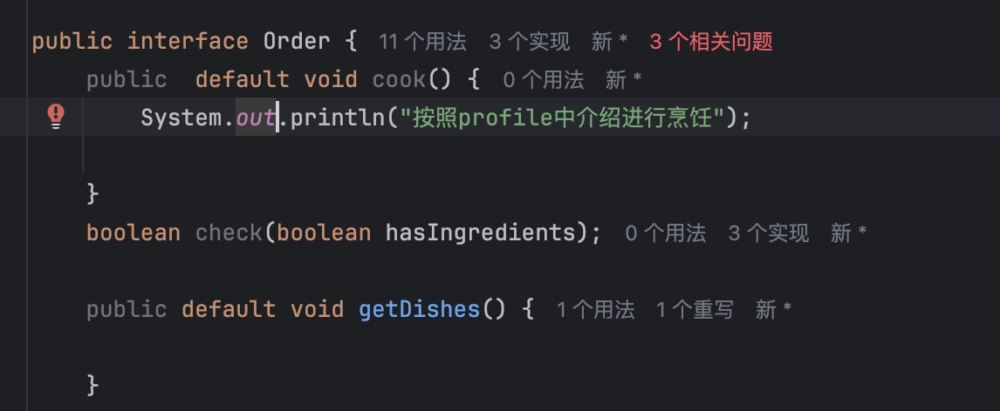 public interface Order { 11 个用法 3 个实现 新 * 3 个相关问题
public default void cook() { 0 个用法 新 *
System.out.println("按照profile中介绍进行烹饪");
}
boolean check(boolean hasIngredients); 0 个用法 3 个实现 新 *
public default void getDishes() { 1 个用法 1 个重写 新 *
}